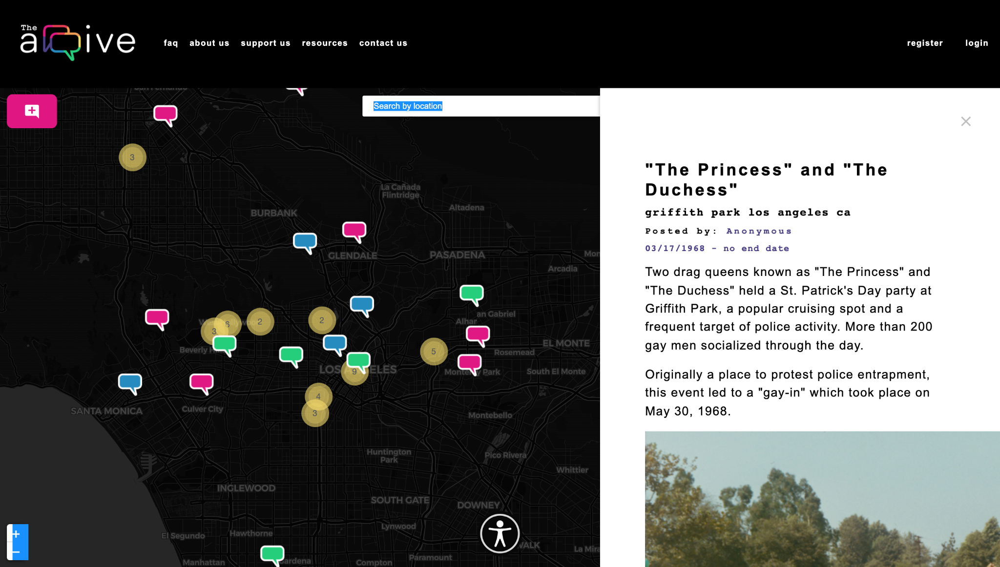 The
a ive
faq about us support us resources contact us
register login
Search by location
3
La Cañada
Flintridge
Altadena
BURBANK
GLENDALE
PASADENA
Arcadia
an Gabriel
2
2
6
3
Beverly
5
EL MONTE
Rosemead
LOS
9
Park
South El Monte
4
Culver City
SANTA MONICA
3
Montebello
Huntington
Park
Pico Rivera
Whittier
INGLEWOOD
SOUTH GATE
DOWNEY
Lynwood
Hawthorne
El Segundo
Paramount
Manhattan
Compton
+
−
"The Princess" and "The
Duchess"
griffith park los angeles ca
Posted by: Anonymous
03/17/1968 - no end date
Two drag queens known as "The Princess" and
"The Duchess" held a St. Patrick's Day party at
Griffith Park, a popular cruising spot and a
frequent target of police activity. More than 200
gay men socialized through the day.
Originally a place to protest police entrapment,
this event led to a "gay-in" which took place on
May 30, 1968.